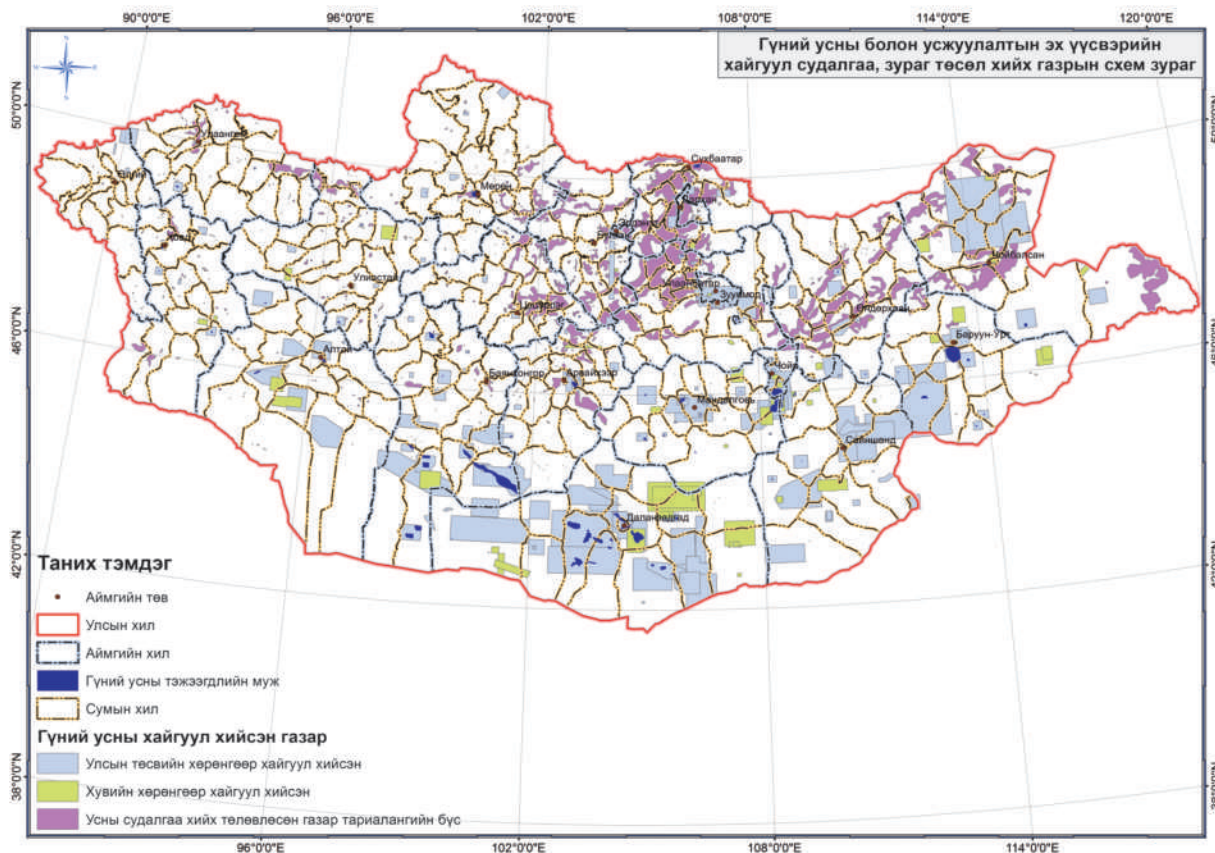 90°0'0"E 96°0'0"E 102°0'0"E 108°0'0"E 114°0'0"E 120°0'0"E
Гүний усны болон усжуулалтын эх үүсвэрийн
хайгуул судалгаа, зураг төсөл хийх газрын схем зураг
50°0'0"N
Сүхбаатар
Улаангом
Мөрөн
Дархан
Чойбалсан
Улиастай
Улаанбаатар
Зуунмод
Цэцэрлэг
Өндөрхаан
46°0'0"N
Баруун-Урт
Алтай
Чойр
Баянхонгор
Арвайхээр
Мандалговь
Сайншанд
Даланзадгад
42°0'0"N
Таних тэмдэг
Аймгийн төв
Улсын хил
Аймгийн хил
Гүний усны тэжээгдлийн муж
Сумын хил
Гүний усны хайгуул хийсэн газар
Улсын төсвийн хөрөнгөөр хайгуул хийсэн
38°0'0"N
Хувийн хөрөнгөөр хайгуул хийсэн
Усны судалгаа хийх төлөвлөсөн газар тариалангийн бүс
96°0'0"E 102°0'0"E 108°0'0"E 114°0'0"E